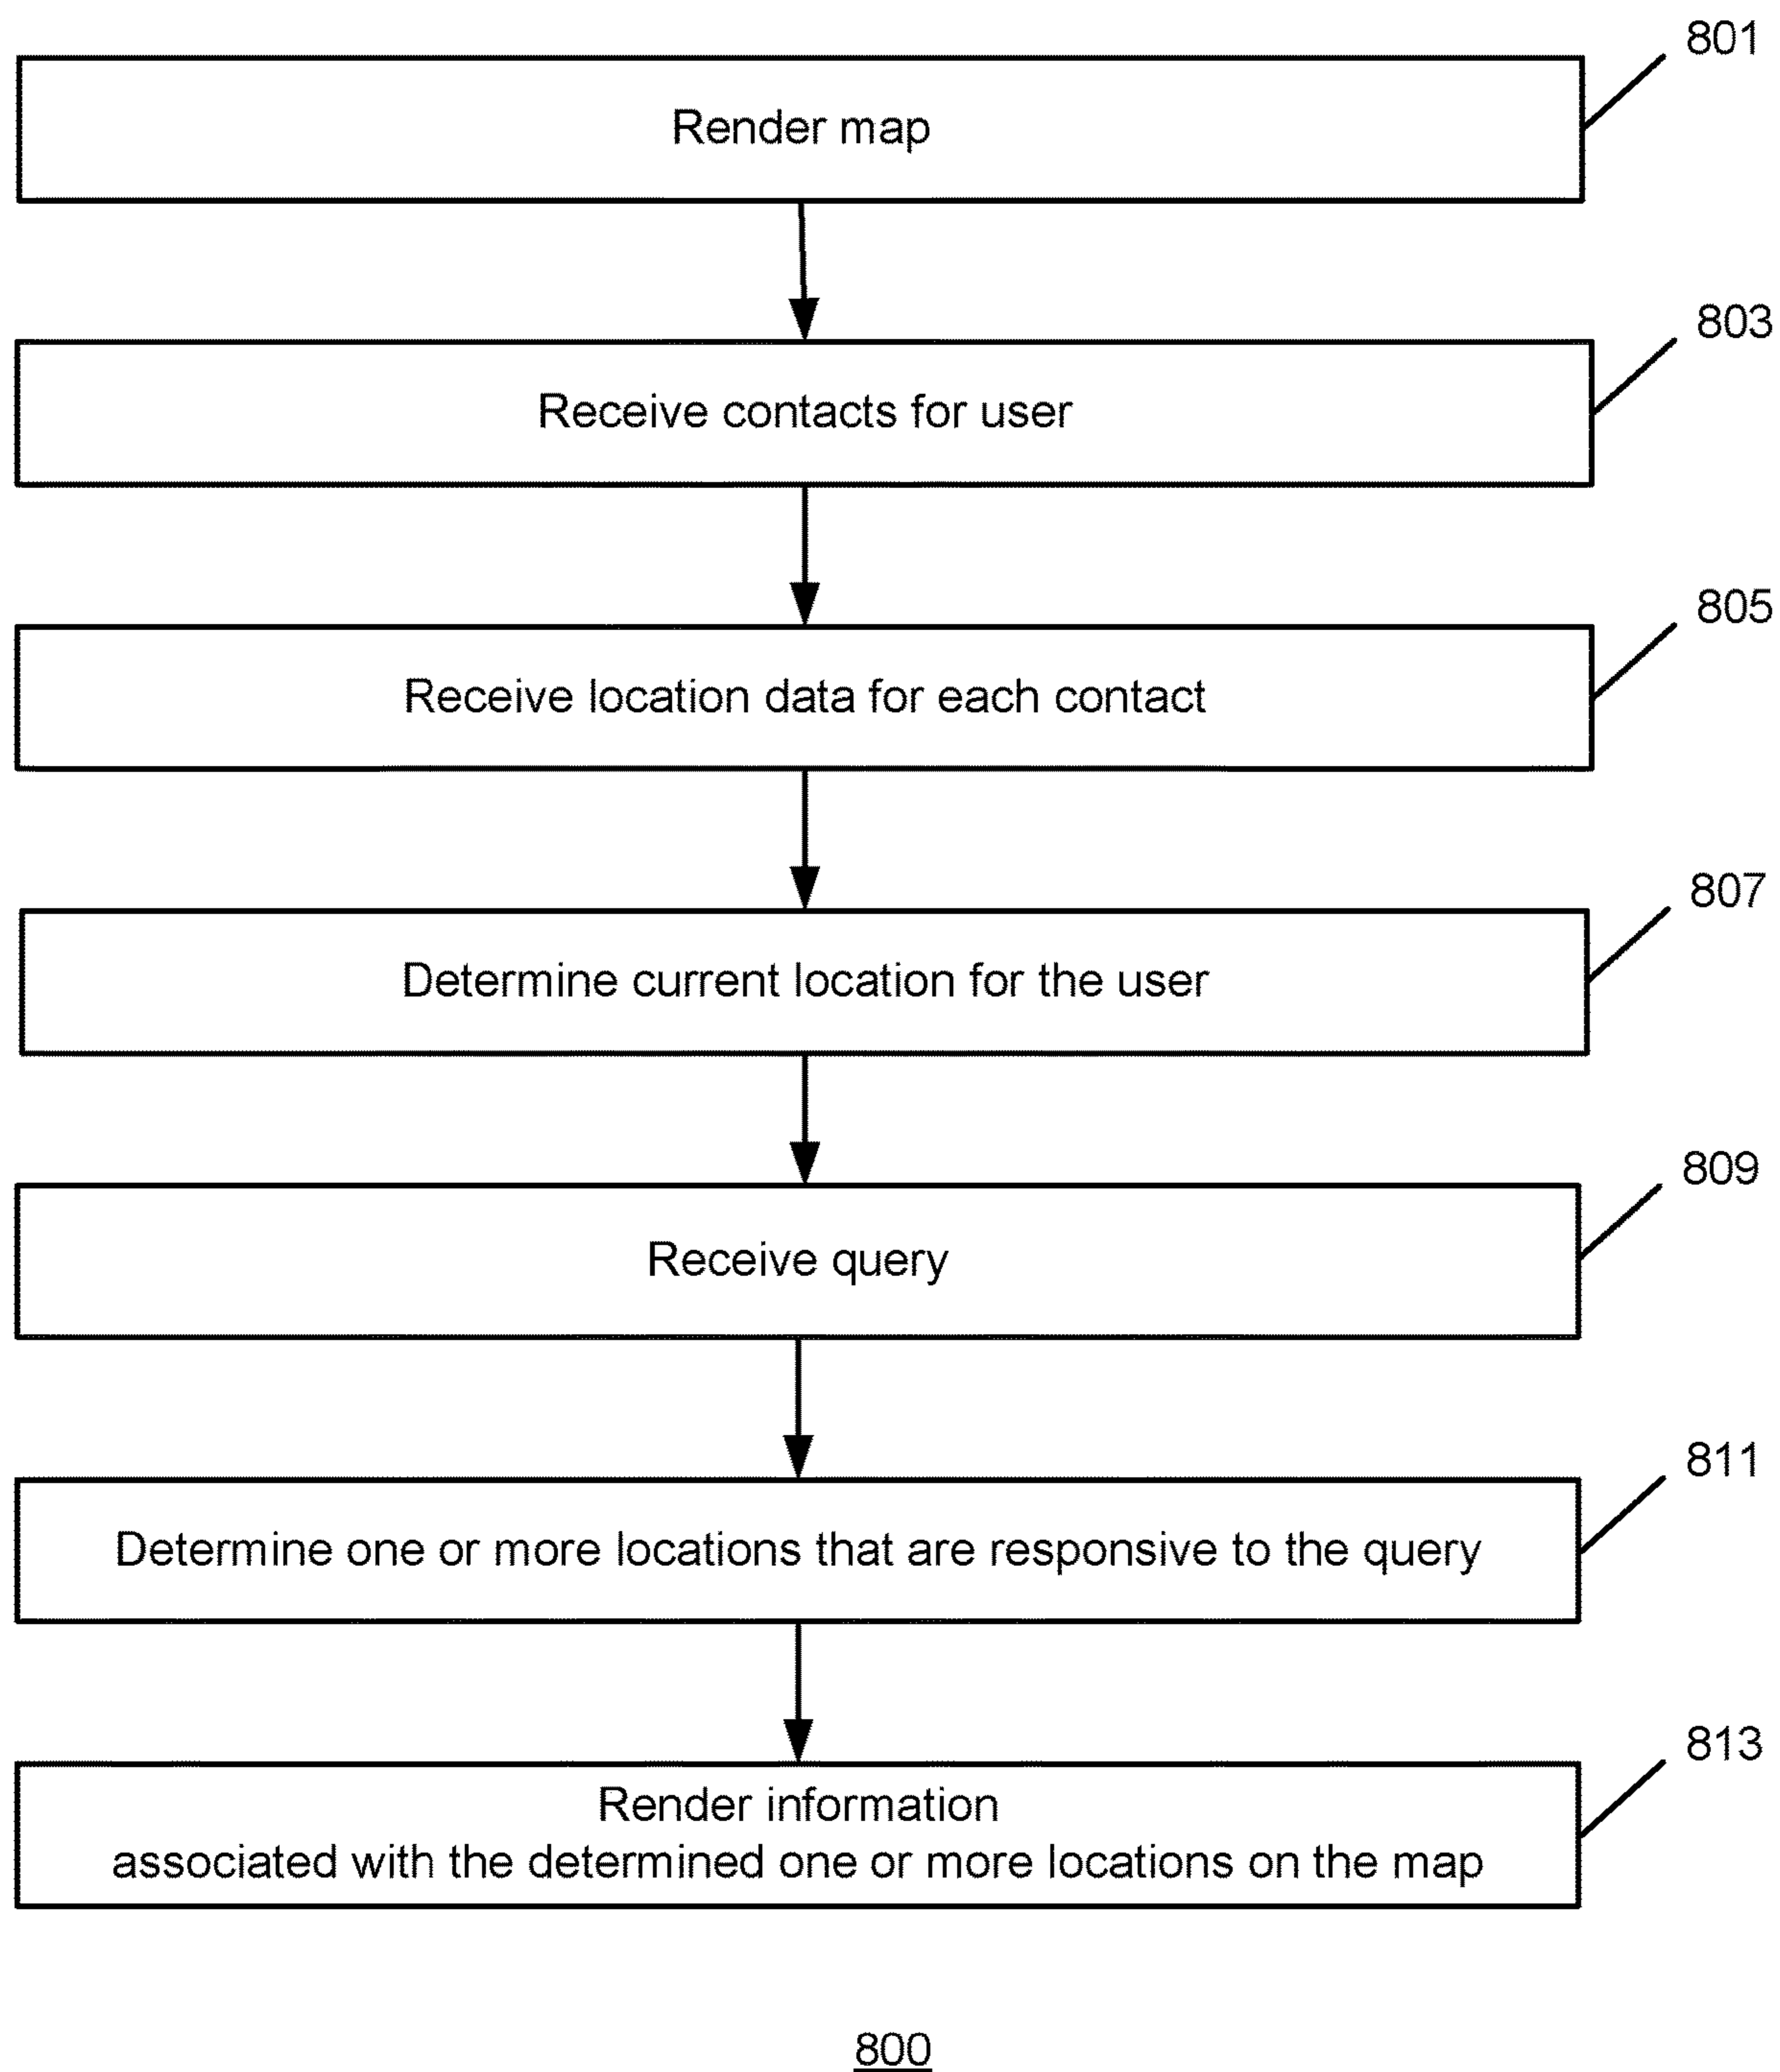 801
Render map
803
Receive contacts for user
805
Receive location data for each contact
807
Determine current location for the user
809
Receive query
811
Determine one or more locations that are responsive to the query
813
Render information
associated with the determined one or more locations on the map
800